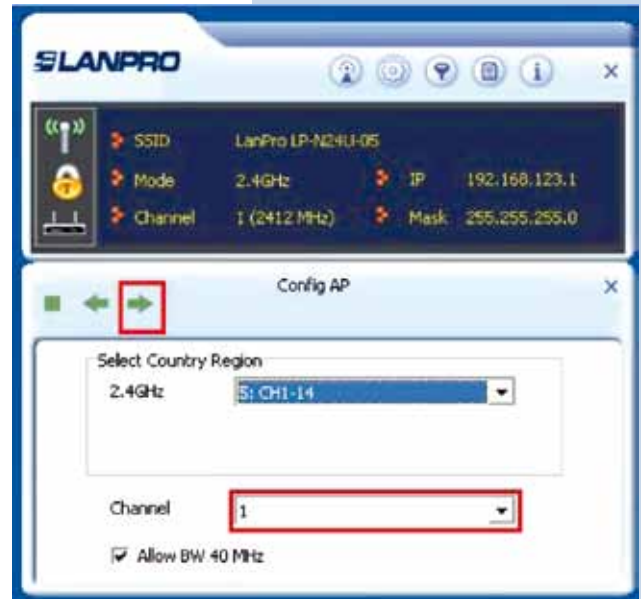 LANPRO
SSID LanPro LP-N24U-05
Mode 2.4GHz IP 192.168.123.1
Channel 1 (2412 MHz) Mask 255.255.255.0
Config AP
Select Country Region
2.4GHz 5: CH1-14
Channel 1
Allow BW 40 MHz